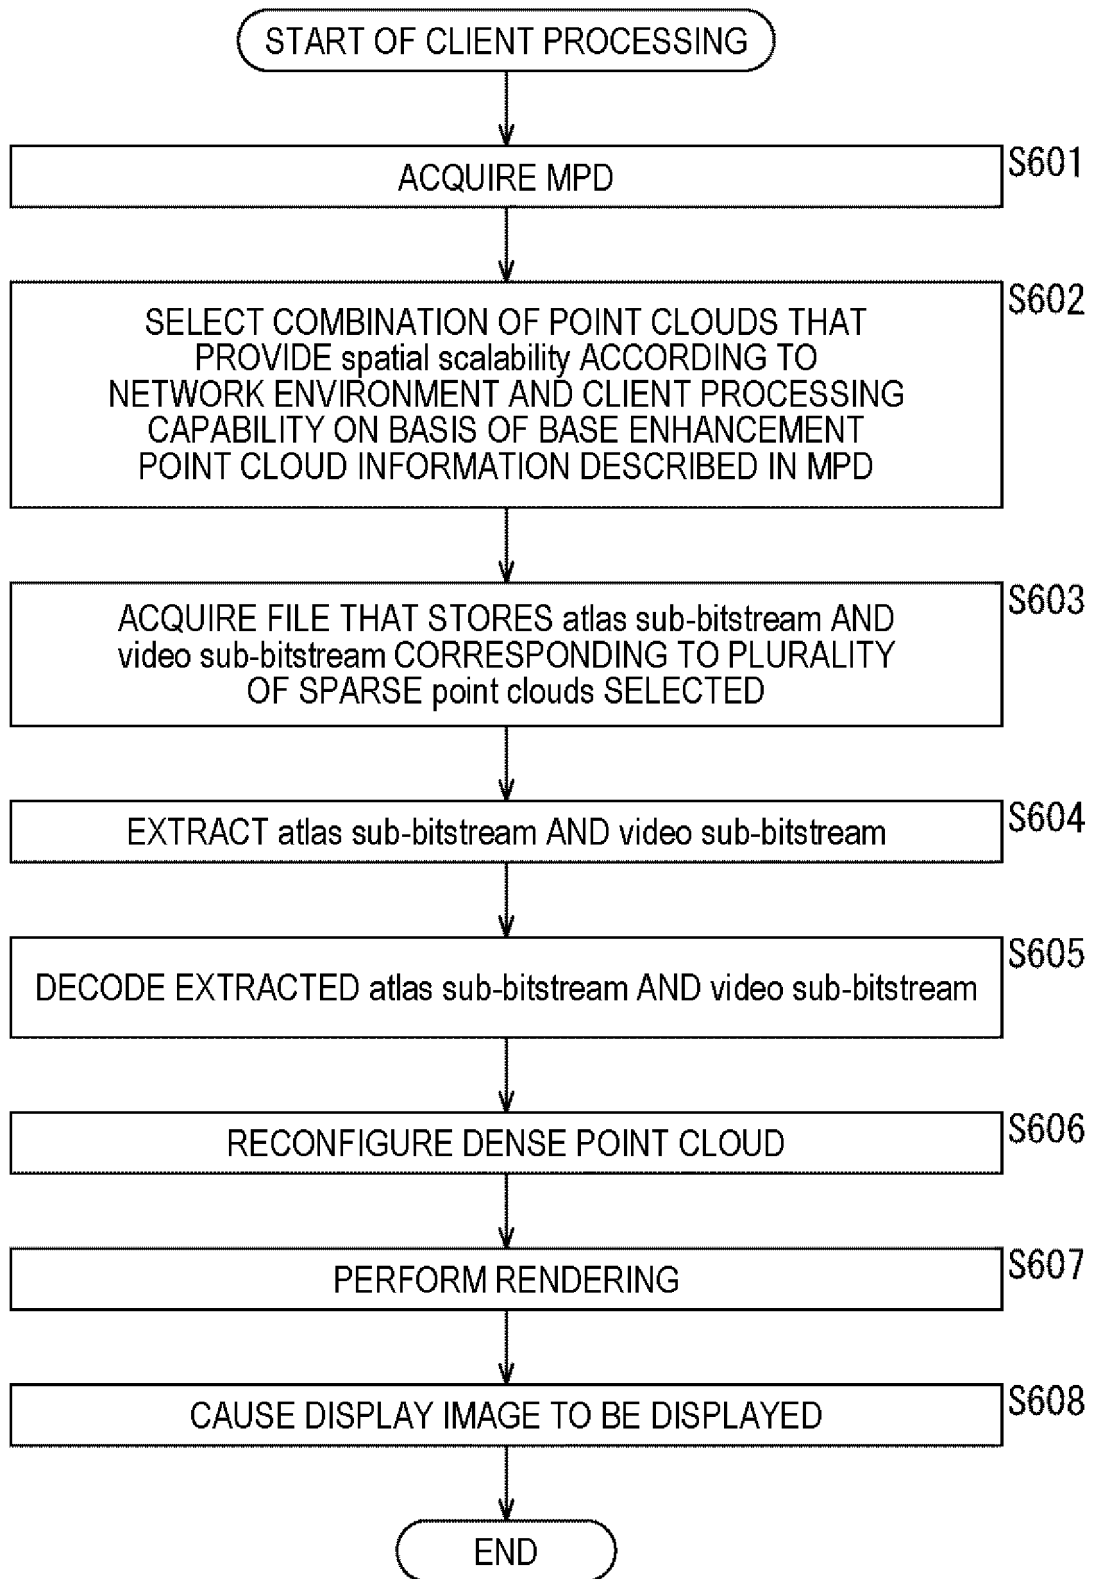 START OF CLIENT PROCESSING
ACQUIRE MPD
S601
SELECT COMBINATION OF POINT CLOUDS THAT
PROVIDE spatial scalability ACCORDING TO
NETWORK ENVIRONMENT AND CLIENT PROCESSING
CAPABILITY ON BASIS OF BASE ENHANCEMENT
POINT CLOUD INFORMATION DESCRIBED IN MPD
S602
ACQUIRE FILE THAT STORES atlas sub-bitstream AND
video sub-bitstream CORRESPONDING TO PLURALITY
OF SPARSE point clouds SELECTED
S603
EXTRACT atlas sub-bitstream AND video sub-bitstream
S604
DECODE EXTRACTED atlas sub-bitstream AND video sub-bitstream
S605
RECONFIGURE DENSE POINT CLOUD
S606
PERFORM RENDERING
S607
CAUSE DISPLAY IMAGE TO BE DISPLAYED
S608
END